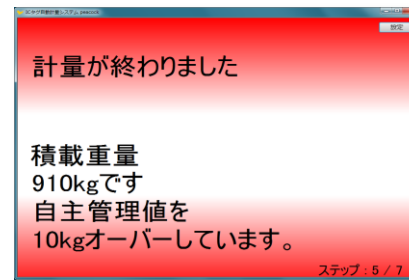 設定
計量が終わりました
積載重量
910kgです
自主管理値を
10kgオーバーしています。
ステップ：5 / 7